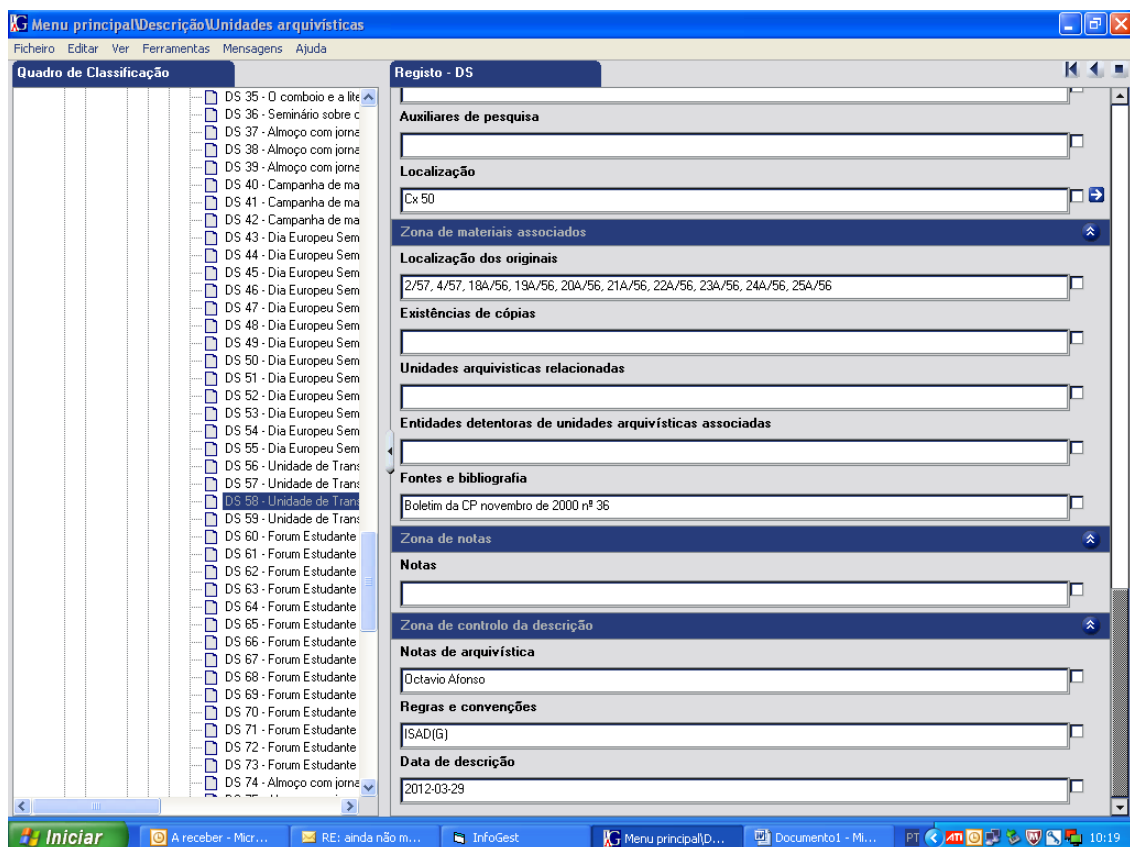 Menu principal\Descrição\Unidades arquivísticas
Ficheiro Editar Ver Ferramentas Mensagens Ajuda
Quadro de Classificação
DS 35 - O comboio e a lite
DS 36 - Seminário sobre c
DS 37 - Almoço com jorna
DS 38 - Almoço com jorna
DS 39 - Almoço com jorna
DS 40 - Campanha de ma
DS 41 - Campanha de ma
DS 42 - Campanha de ma
DS 43 - Dia Europeu Sem
DS 44 - Dia Europeu Sem
DS 45 - Dia Europeu Sem
DS 46 - Dia Europeu Sem
DS 47 - Dia Europeu Sem
DS 48 - Dia Europeu Sem
DS 49 - Dia Europeu Sem
DS 50 - Dia Europeu Sem
DS 51 - Dia Europeu Sem
DS 52 - Dia Europeu Sem
DS 53 - Dia Europeu Sem
DS 54 - Dia Europeu Sem
DS 55 - Dia Europeu Sem
DS 56 - Unidade de Trans
DS 57 - Unidade de Trans
DS 58 - Unidade de Trans
DS 59 - Unidade de Trans
DS 60 - Forum Estudante
DS 61 - Forum Estudante
DS 62 - Forum Estudante
DS 63 - Forum Estudante
DS 64 - Forum Estudante
DS 65 - Forum Estudante
DS 66 - Forum Estudante
DS 67 - Forum Estudante
DS 68 - Forum Estudante
DS 69 - Forum Estudante
DS 70 - Forum Estudante
DS 71 - Forum Estudante
DS 72 - Forum Estudante
DS 73 - Forum Estudante
DS 74 - Almoço com jorna
Registo - DS
Auxiliares de pesquisa
Localização
Cx 50
Zona de materiais associados
Localização dos originais
2/57, 4/57, 18A/56, 19A/56, 20A/56, 21A/56, 22A/56, 23A/56, 24A/56, 25A/56
Existências de cópias
Unidades arquivisticas relacionadas
Entidades detentoras de unidades arquivísticas associadas
Fontes e bibliografia
Boletim da CP novembro de 2000 nº 36
Zona de notas
Notas
Zona de controlo da descrição
Notas de arquivística
Octavio Afonso
Regras e convenções
ISAD(G)
Data de descrição
2012-03-29
Iniciar
A receber - Micr...
RE: ainda não m...
InfoGest
Menu principal\D...
Documento1 - Mi...
PT
10:19